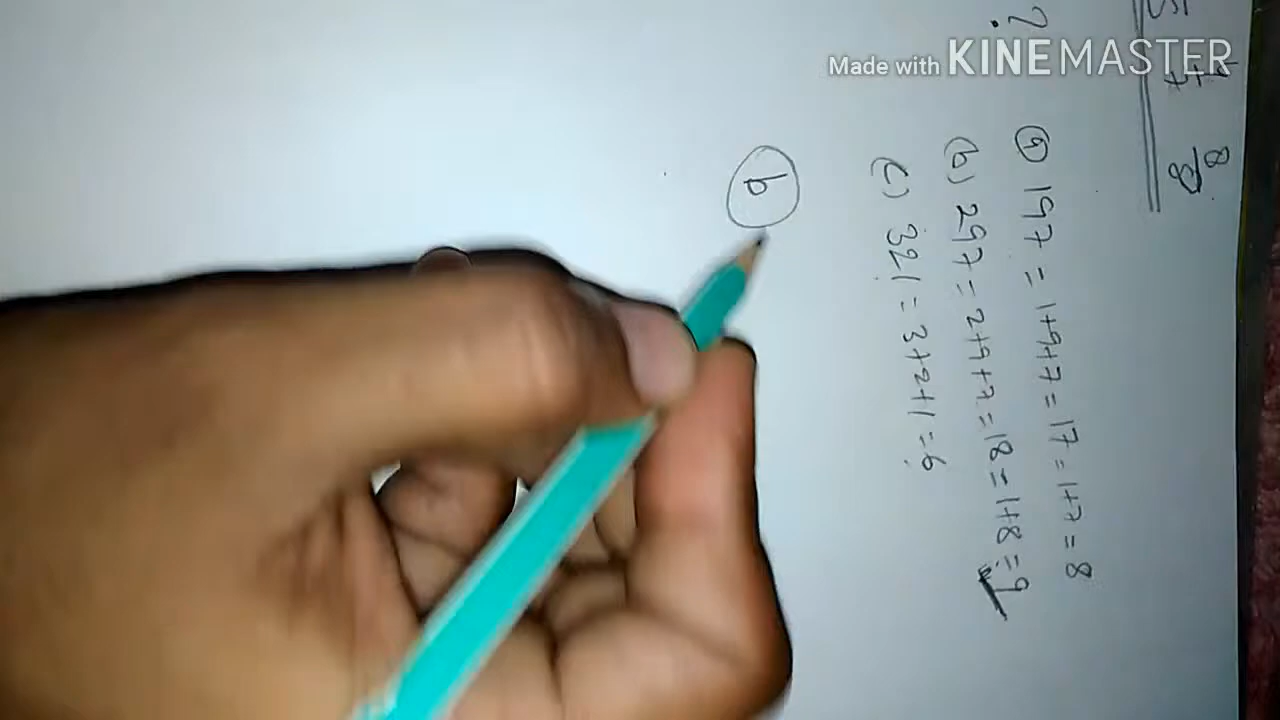 Made with KINEMASTER
?
(a) 197 = 1+9+7 = 17 = 1+7 = 8
(b) 297 = 2+9+7 = 18 = 1+8 = 9
(c) 321 = 3+2+1 = 6
b